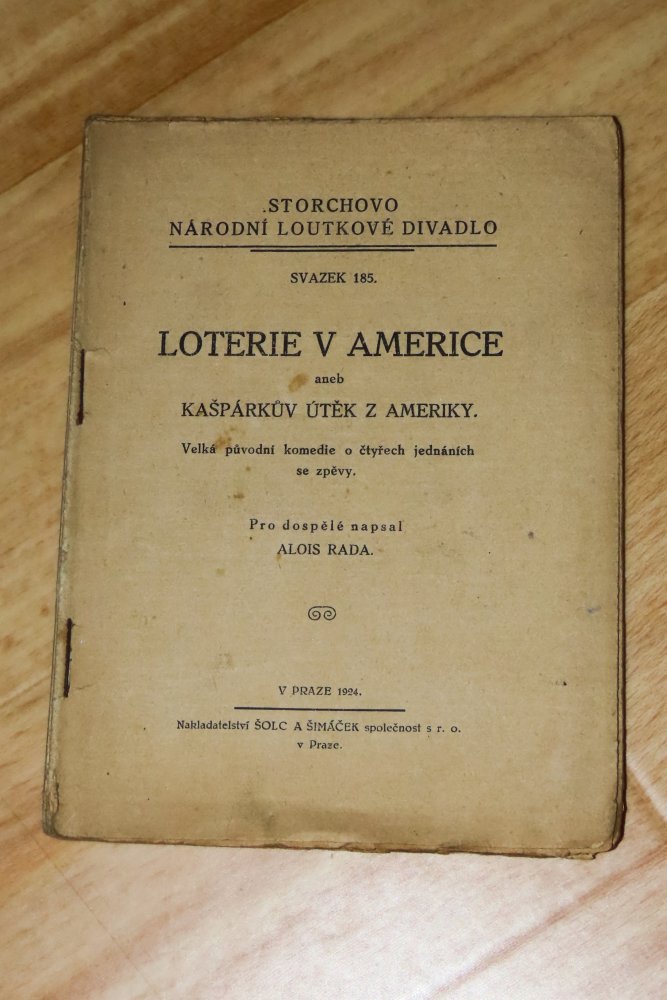 STORCHOVO
NÁRODNÍ LOUTKOVÉ DIVADLO
SVAZEK 185.
LOTERIE V AMERICE
aneb
KAŠPÁRKŮV ÚTĚK Z AMERIKY.
Velká původní komedie o čtyřech jednáních
se zpěvy.
Pro dospělé napsal
ALOIS RADA.
V PRAZE 1924.
Nakladatelství ŠOLC A ŠIMÁČEK společnost s r. o.
v Praze.